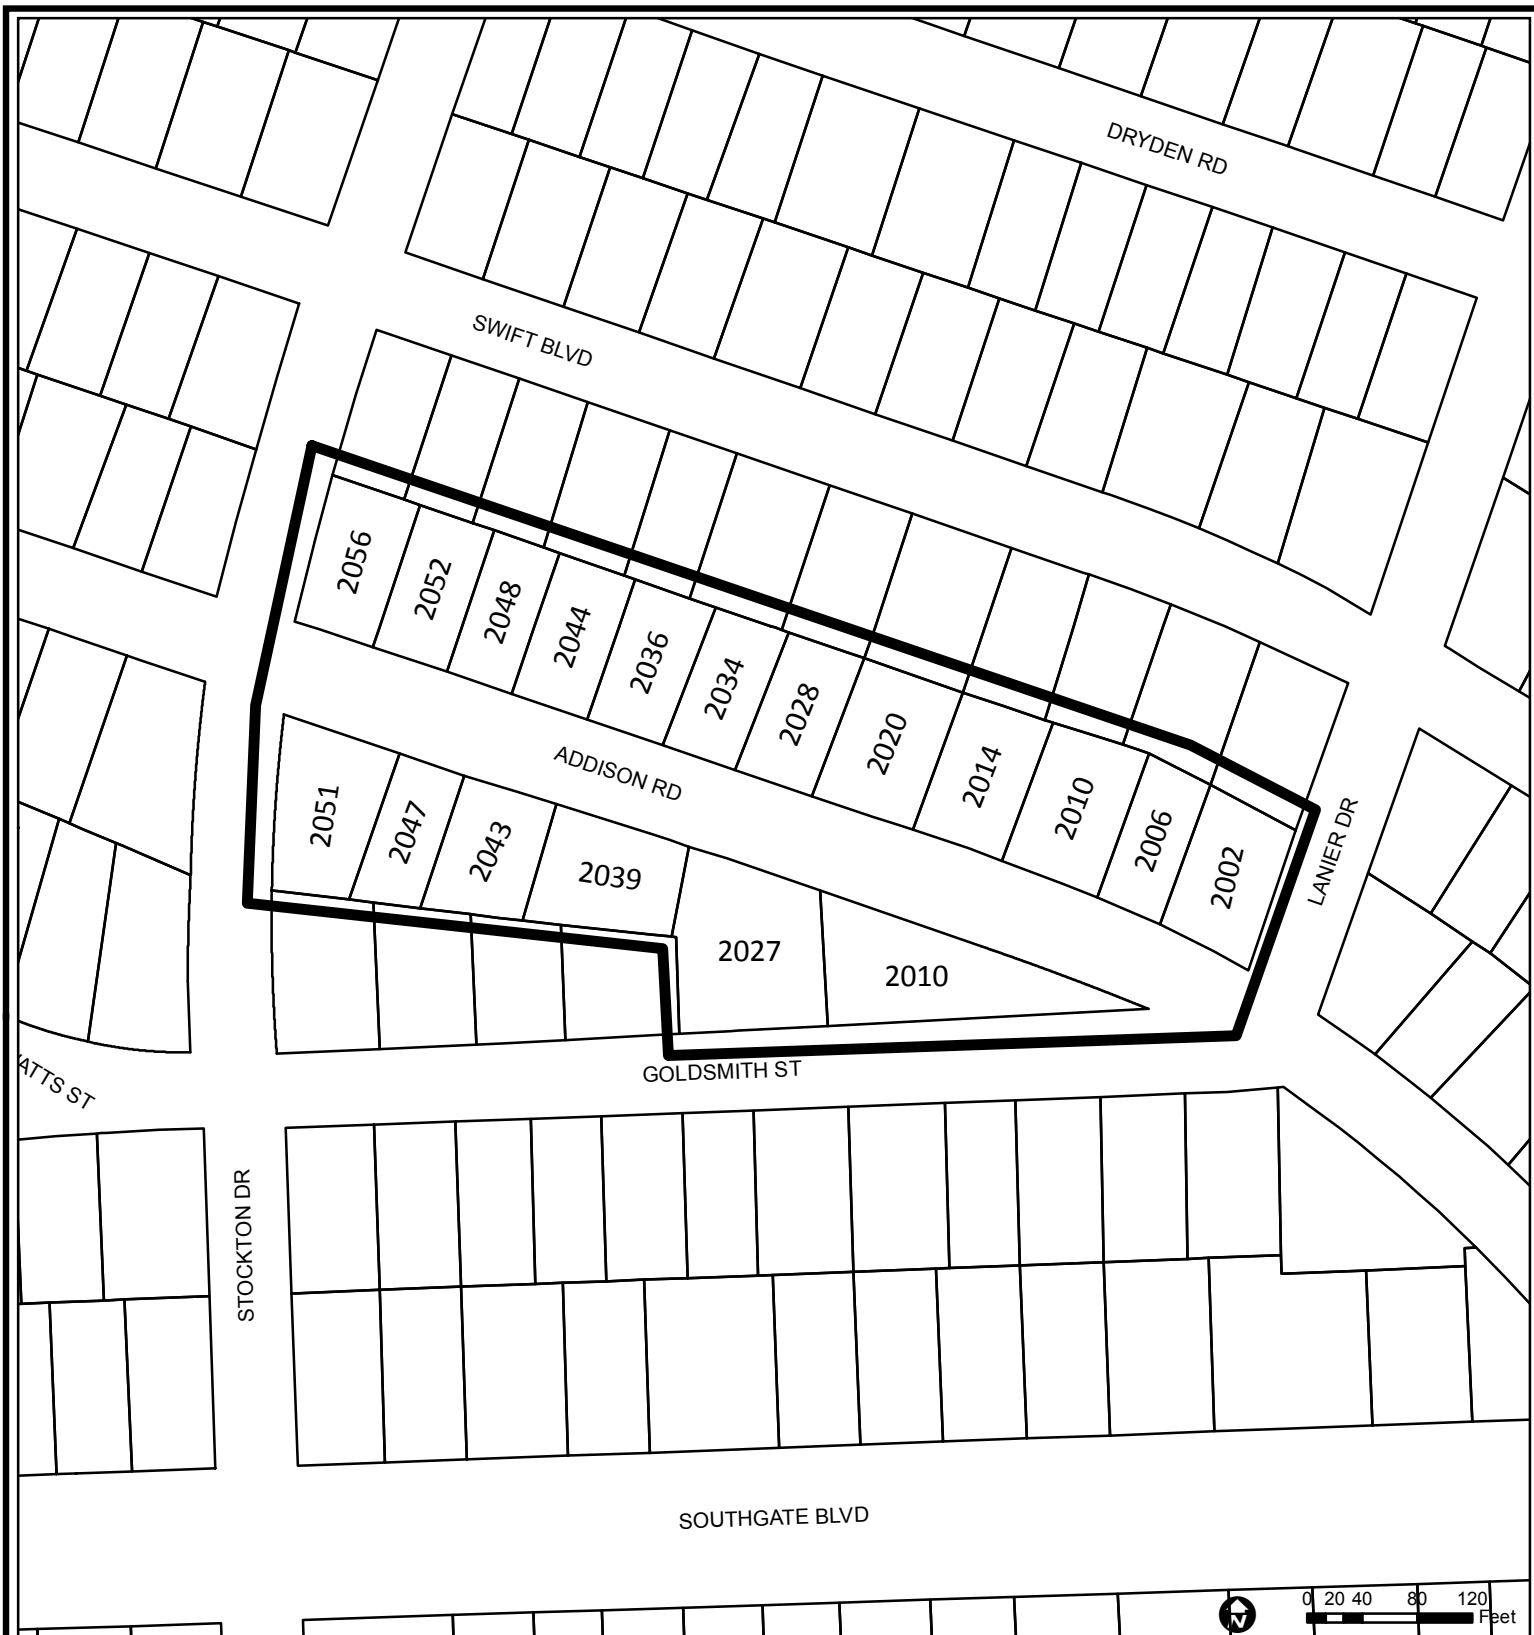 DRYDEN RD
SWIFT BLVD
2056
2052
2048
2044
2036
2034
2028
2020
2014
2010
2006
2002
ADDISON RD
LANIER DR
2051
2047
2043
2039
2027
2010
GOLDSMITH ST
ATTS ST
STOCKTON DR
SOUTHGATE BLVD
N
0 20 40 80 120
Feet